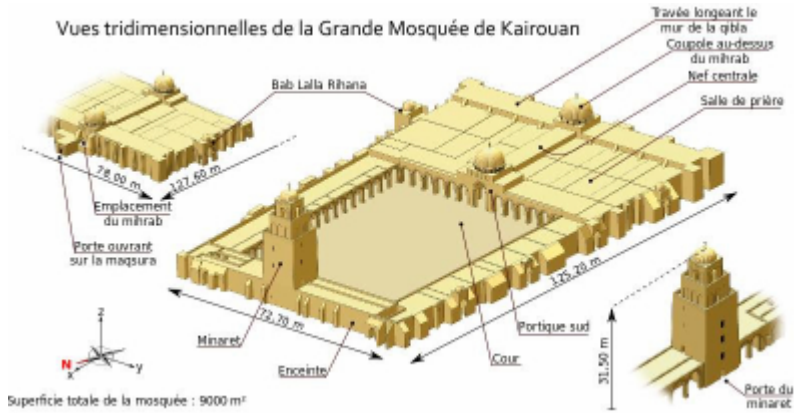 Vues tridimensionnelles de la Grande Mosquée de Kairouan
Travée longeant le
mur de la qibla
Coupole au-dessus
du mihrab
Nef centrale
Salle de prière
Bab Lalla Rihana
78,00 m
127,60 m
Emplacement
du mihrab
Porte ouvrant
sur la maqsura
125,20 m
72,70 m
Minaret
Enceinte
Cour
Portique sud
31,50 m
Porte du
minaret
z
N
x
y
Superficie totale de la mosquée : 9000 m²